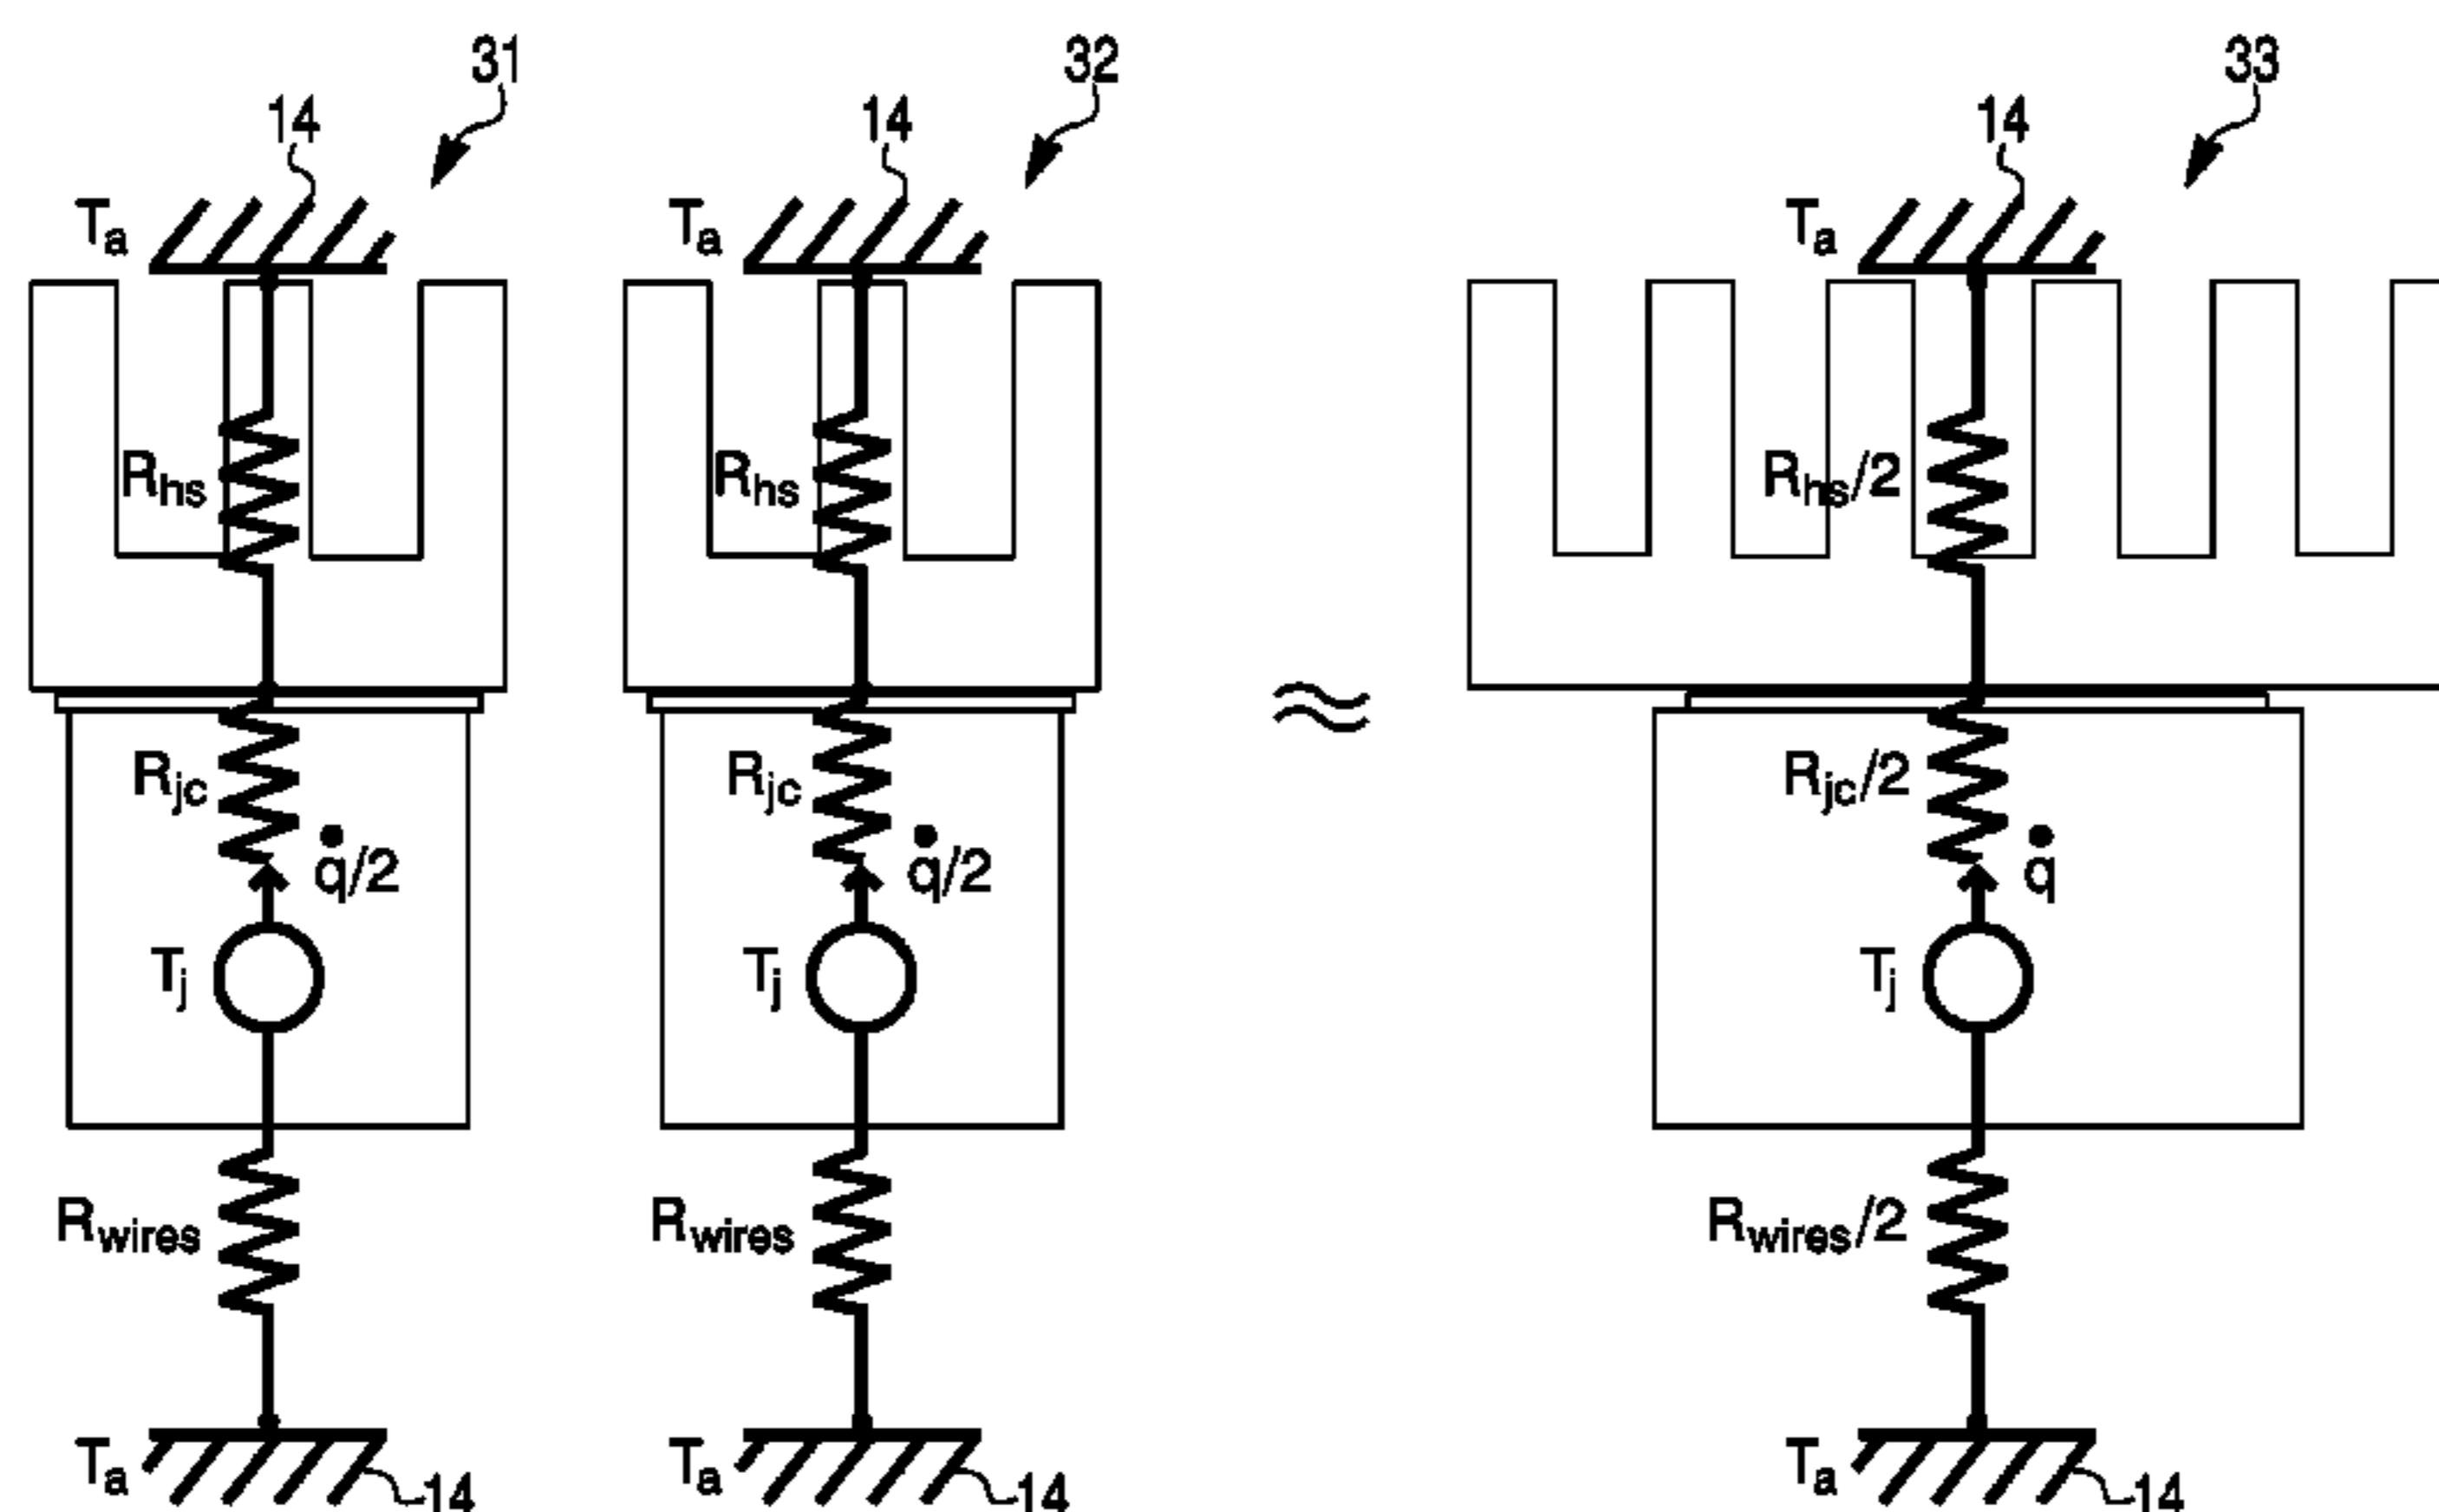 31
32
33
14
14
14
Ta
Ta
Ta
Rhs
Rhs
Rhs/2
Rjc
Rjc
Rjc/2
q̇/2
q̇/2
q̇
Tj
Tj
Tj
Rwires
Rwires
Rwires/2
Ta
14
Ta
14
Ta
14